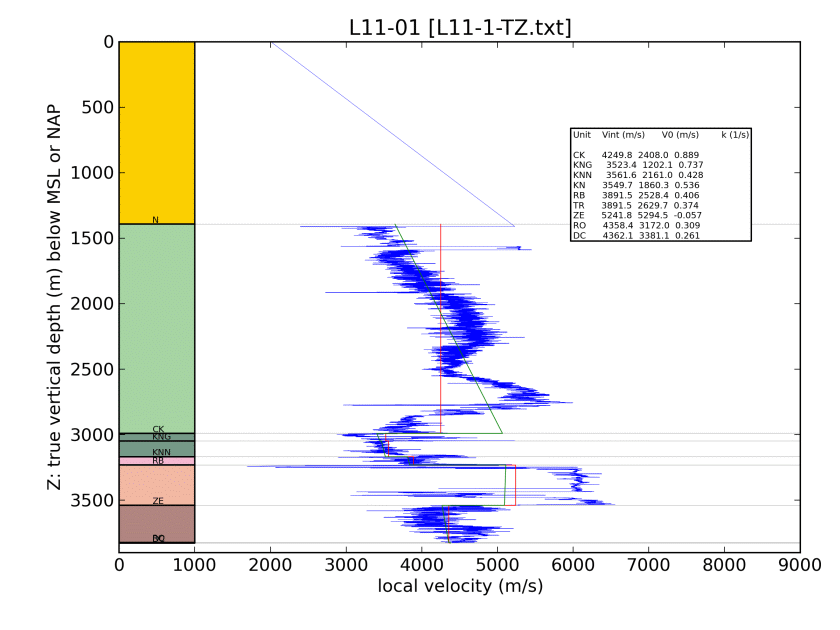 L11-01 [L11-1-TZ.txt]
Z: true vertical depth (m) below MSL or NAP
0
500
1000
1500
2000
2500
3000
3500
N
CK
KNG
KNN
RB
ZE
Unit Vint (m/s) V0 (m/s) k (1/s)
CK 4249.8 2408.0 0.889
KNG 3523.4 1202.1 0.737
KNN 3561.6 2161.0 0.428
KN 3549.7 1860.3 0.536
RB 3891.5 2528.4 0.406
TR 3891.5 2629.7 0.374
ZE 5241.8 5294.5 -0.057
RO 4358.4 3172.0 0.309
DC 4362.1 3381.1 0.261
0 1000 2000 3000 4000 5000 6000 7000 8000 9000
local velocity (m/s)